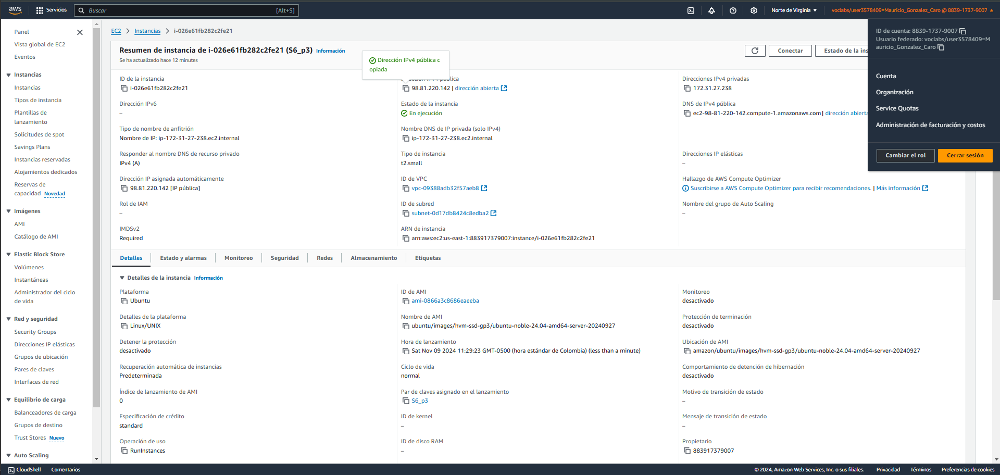 aws
Servicios
Buscar
[Alt+S]
Norte de Virginia
voclabs/user3578409=Mauricio_Gonzalez_Caro @ 8839-1737-9007
Panel
Vista global de EC2
Eventos
Instancias
Instancias
Tipos de instancia
Plantillas de
lanzamiento
Solicitudes de spot
Savings Plans
Instancias reservadas
Alojamientos dedicados
Reservas de
capacidad Novedad
Imágenes
AMI
Catálogo de AMI
Elastic Block Store
Volúmenes
Instantáneas
Administrador del ciclo
de vida
Red y seguridad
Security Groups
Direcciones IP elásticas
Grupos de ubicación
Pares de claves
Interfaces de red
Equilibrio de carga
Balanceadores de carga
Grupos de destino
Trust Stores Nuevo
Auto Scaling
EC2 > Instancias > i-026e61fb282c2fe21
Resumen de instancia de i-026e61fb282c2fe21 (S6_p3) Información
Se ha actualizado hace 12 minutes
Conectar
Estado de la ins
Dirección IPv4 pública c
opiada
ID de cuenta: 8839-1737-9007
Usuario federado: voclabs/user3578409=M
auricio_Gonzalez_Caro
Cuenta
Organización
Service Quotas
Administración de facturación y costos
Cambiar el rol
Cerrar sesión
ID de la instancia
i-026e61fb282c2fe21
98.81.220.142 | dirección abierta
Direcciones IPv4 privadas
172.31.27.238
Dirección IPv6
–
Estado de la instancia
En ejecución
DNS de IPv4 pública
ec2-98-81-220-142.compute-1.amazonaws.com | dirección abierta
Tipo de nombre de anfitrión
Nombre de IP: ip-172-31-27-238.ec2.internal
Nombre DNS de IP privada (solo IPv4)
ip-172-31-27-238.ec2.internal
Responder al nombre DNS de recurso privado
IPv4 (A)
Tipo de instancia
t2.small
Direcciones IP elásticas
–
Dirección IP asignada automáticamente
98.81.220.142 [IP pública]
ID de VPC
vpc-09388adb32f57aeb8
Hallazgo de AWS Compute Optimizer
Suscribirse a AWS Compute Optimizer para recibir recomendaciones. | Más información
Rol de IAM
–
ID de subred
subnet-0d17db8424c8edba2
Nombre del grupo de Auto Scaling
–
IMDSv2
Required
ARN de instancia
arn:aws:ec2:us-east-1:883917379007:instance/i-026e61fb282c2fe21
Detalles
Estado y alarmas
Monitoreo
Seguridad
Redes
Almacenamiento
Etiquetas
Detalles de la instancia Información
Plataforma
Ubuntu
ID de AMI
ami-0866a3c8686eaeeba
Monitoreo
desactivado
Detalles de la plataforma
Linux/UNIX
Nombre de AMI
ubuntu/images/hvm-ssd-gp3/ubuntu-noble-24.04-amd64-server-20240927
Protección de terminación
desactivado
Detener la protección
desactivado
Hora de lanzamiento
Sat Nov 09 2024 11:29:23 GMT-0500 (hora estándar de Colombia) (less than a minute)
Ubicación de AMI
amazon/ubuntu/images/hvm-ssd-gp3/ubuntu-noble-24.04-amd64-server-20240927
Recuperación automática de instancias
Predeterminada
Ciclo de vida
normal
Comportamiento de detención de hibernación
desactivado
Índice de lanzamiento de AMI
0
Par de claves asignado en el lanzamiento
S6_p3
Motivo de transición de estado
–
Especificación de crédito
standard
ID de kernel
–
Mensaje de transición de estado
–
Operación de uso
RunInstances
ID de disco RAM
–
Propietario
883917379007
CloudShell
Comentarios
© 2024, Amazon Web Services, Inc. o sus filiales.
Privacidad
Términos
Preferencias de cookies